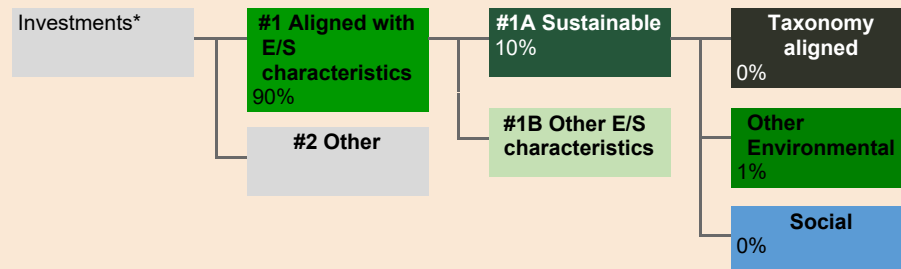 Investments*
#1 Aligned with
E/S
characteristics
90%
#2 Other
#1A Sustainable
10%
#1B Other E/S
characteristics
Taxonomy
aligned
0%
Other
Environmental
1%
Social
0%